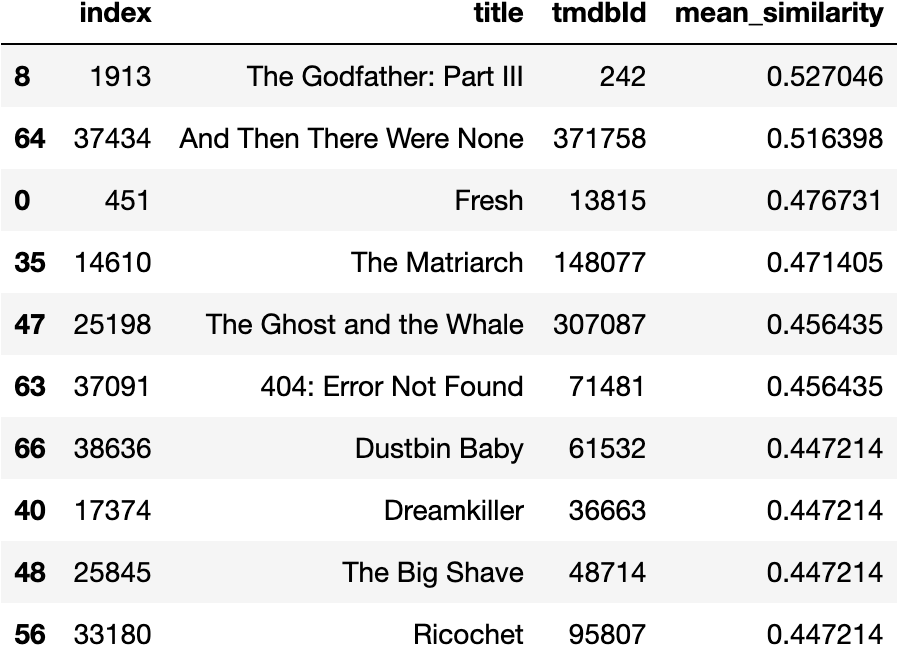 index title tmdbId mean_similarity
8 1913 The Godfather: Part III 242 0.527046
64 37434 And Then There Were None 371758 0.516398
0 451 Fresh 13815 0.476731
35 14610 The Matriarch 148077 0.471405
47 25198 The Ghost and the Whale 307087 0.456435
63 37091 404: Error Not Found 71481 0.456435
66 38636 Dustbin Baby 61532 0.447214
40 17374 Dreamkiller 36663 0.447214
48 25845 The Big Shave 48714 0.447214
56 33180 Ricochet 95807 0.447214